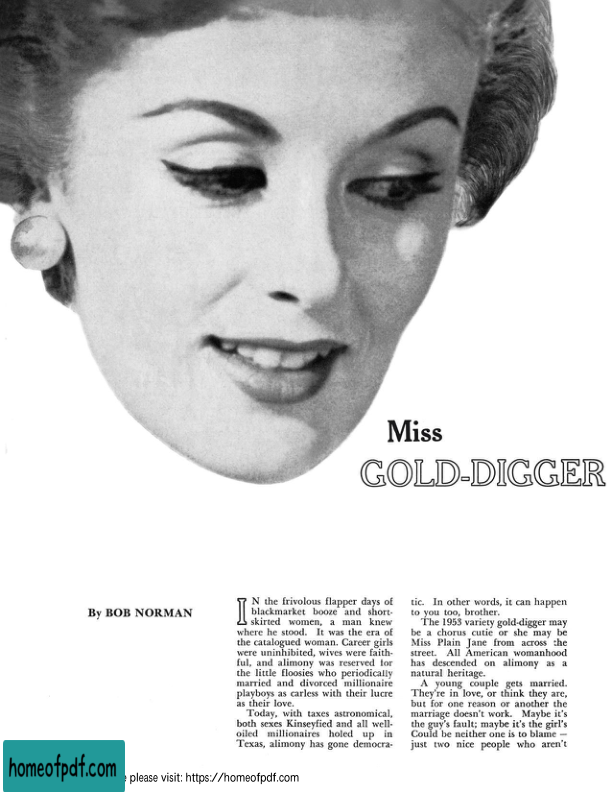 Miss
GOLD-DIGGER
By BOB NORMAN
IN the frivolous flapper days of
blackmarket booze and short-
skirted women, a man knew
where he stood. It was the era of
the catalogued woman. Career girls
were uninhibited, wives were faith-
ful, and alimony was reserved for
the little floosies who periodically
married and divorced millionaire
playboys as carless with their lucre
as their love.
Today, with taxes astronomical,
both sexes Kinseyfied and all well-
oiled millionaires holed up in
Texas, alimony has gone democra-
tic. In other words, it can happen
to you too, brother.
The 1953 variety gold-digger may
be a chorus cutie or she may be
Miss Plain Jane from across the
street. All American womanhood
has descended on alimony as a
natural heritage.
A young couple gets married.
They're in love, or think they are,
but for one reason or another the
marriage doesn't work. Maybe it's
the guy's fault; maybe it's the girl's
Could be neither one is to blame —
just two nice people who aren't
homeofpdf.com
please visit: https://homeofpdf.com